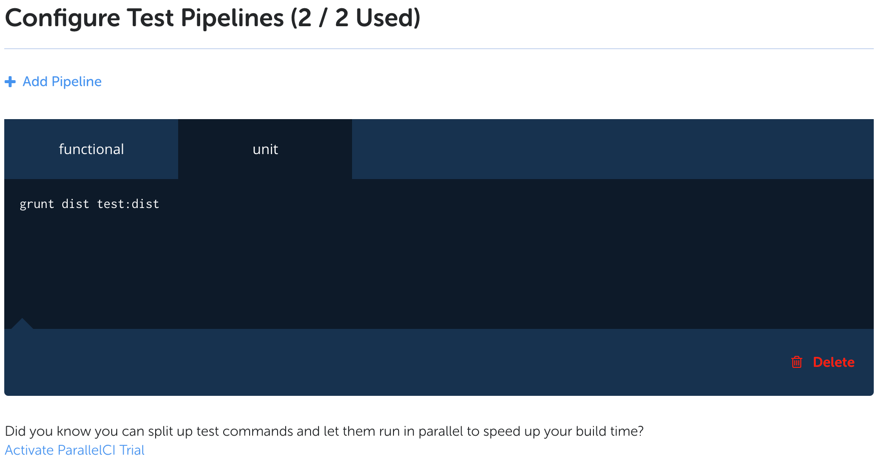 Configure Test Pipelines (2 / 2 Used)
Add Pipeline
functional
unit
grunt dist test:dist
Delete
Did you know you can split up test commands and let them run in parallel to speed up your build time?
Activate ParallelCI Trial